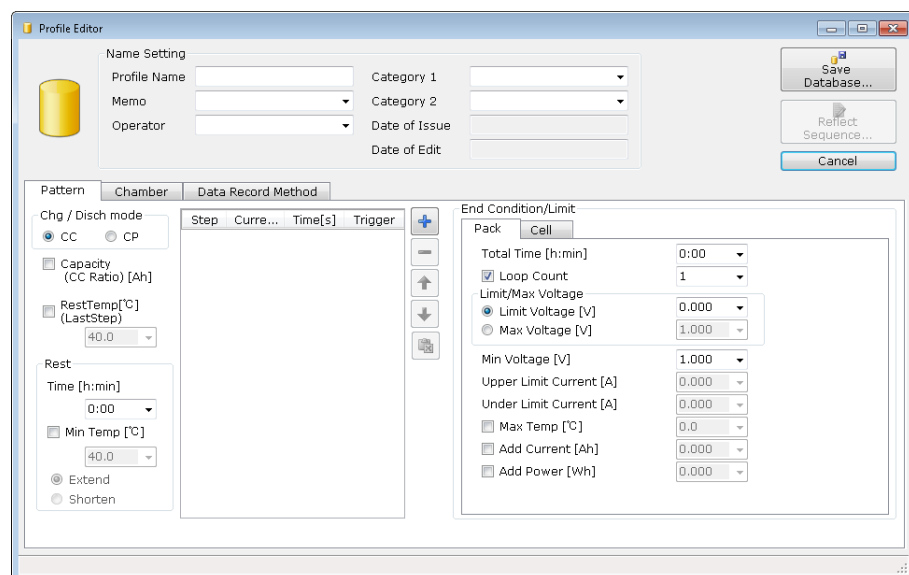 Profile Editor
Name Setting
Profile Name
Memo
Operator
Category 1
Category 2
Date of Issue
Date of Edit
Save
Database...
Reflect
Sequence...
Cancel
Pattern
Chamber
Data Record Method
Chg / Disch mode
CC
CP
Capacity
(CC Ratio) [Ah]
RestTemp[℃]
(LastStep)
40.0
Rest
Time [h:min]
0:00
Min Temp [℃]
40.0
Extend
Shorten
Step Curre... Time[s] Trigger
End Condition/Limit
Pack
Cell
Total Time [h:min] 0:00
Loop Count 1
Limit/Max Voltage
Limit Voltage [V] 0.000
Max Voltage [V] 1.000
Min Voltage [V] 1.000
Upper Limit Current [A] 0.000
Under Limit Current [A] 0.000
Max Temp [℃] 0.0
Add Current [Ah] 0.000
Add Power [Wh] 0.000